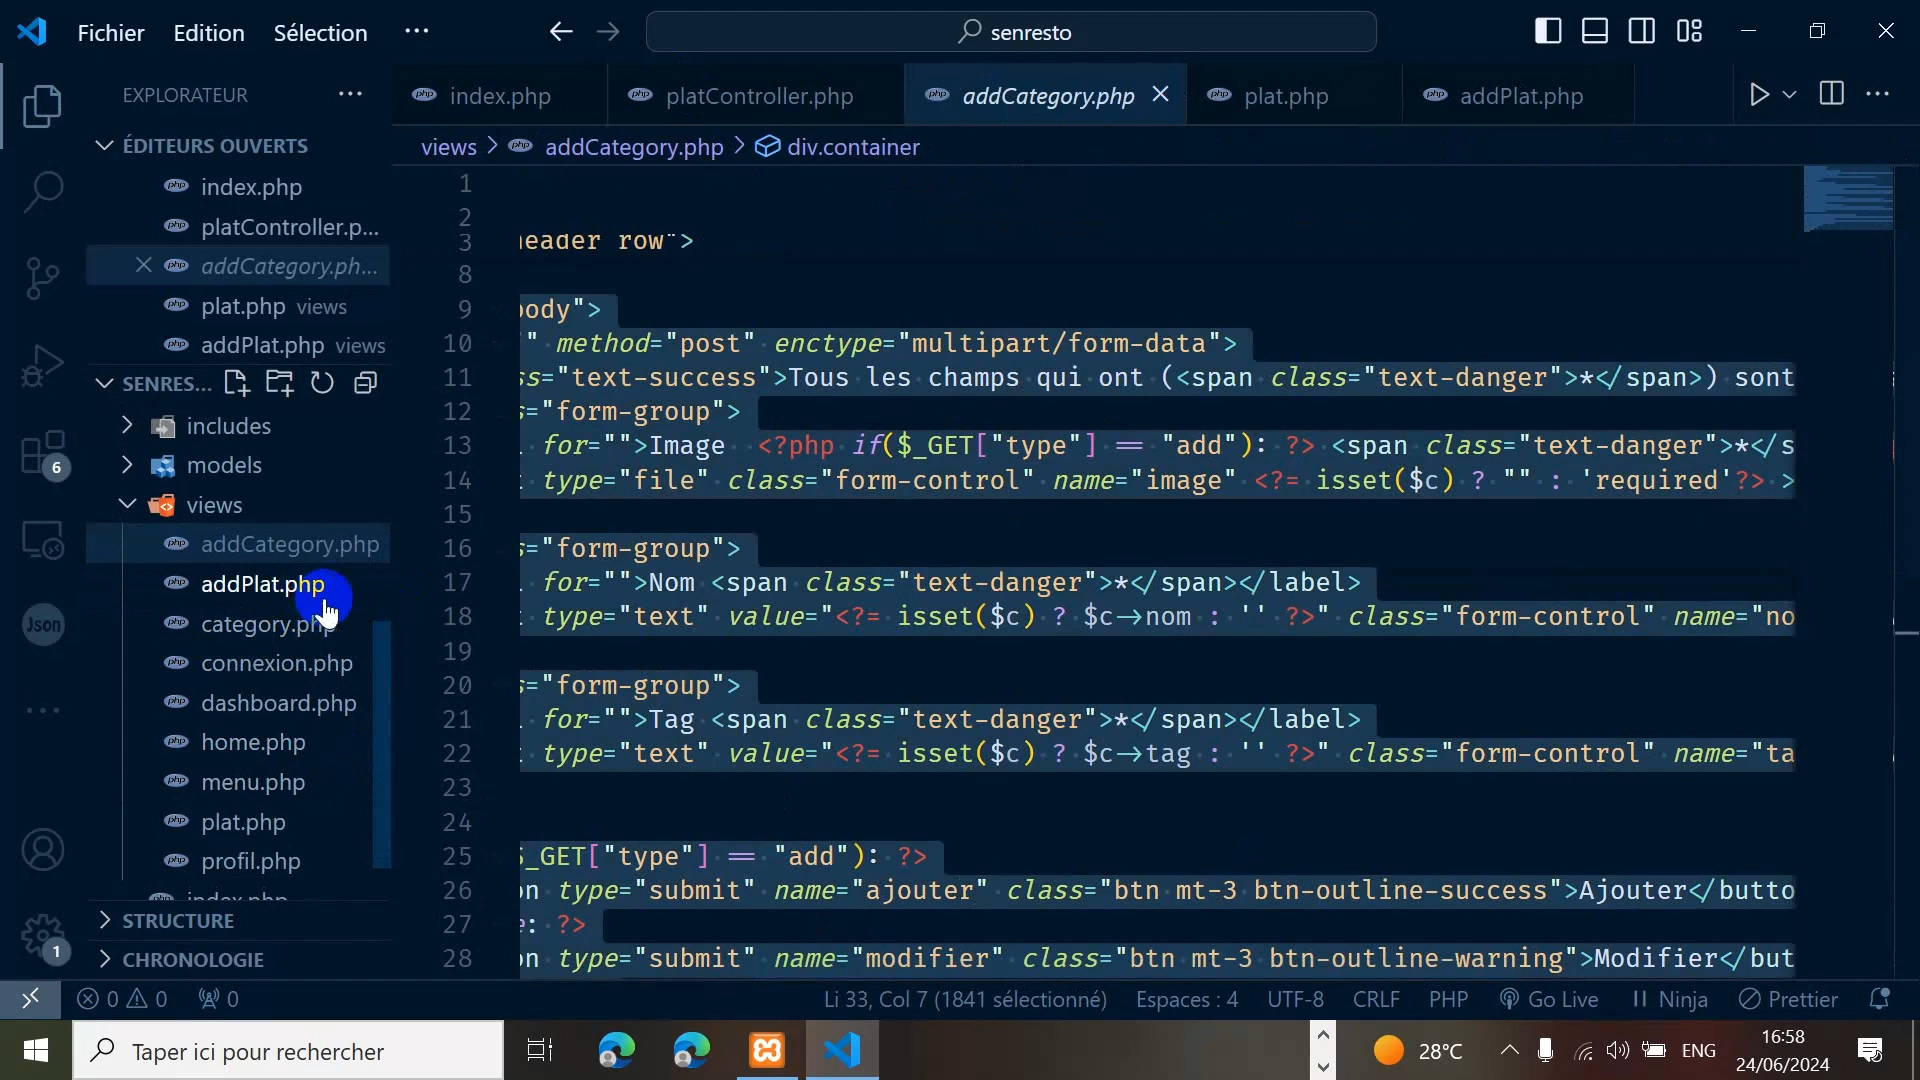 Fichier Edition Sélection ··· senresto
EXPLORATEUR ···
index.php platController.php addCategory.php plat.php addPlat.php
views > addCategory.php > div.container
ÉDITEURS OUVERTS
index.php
platController.p...
addCategory.ph...
plat.php views
addPlat.php views
SENRES...
includes
models
views
addCategory.php
addPlat.php
category.php
connexion.php
dashboard.php
home.php
menu.php
plat.php
profil.php
index.php
STRUCTURE
CHRONOLOGIE
6
Json
1
1
2
3 header row">
8
9 body">
10 " method="post" enctype="multipart/form-data">
11 ss="text-success">Tous les champs qui ont (<span class="text-danger">*</span>) sont
12 s="form-group">
13 for="">Image <?php if($_GET["type"] == "add"): ?> <span class="text-danger">*</s
14 type="file" class="form-control" name="image" <?= isset($c) ? "" : 'required'?> >
15
16 s="form-group">
17 for="">Nom <span class="text-danger">*</span></label>
18 type="text" value="<?= isset($c) ? $c->nom : '' ?>" class="form-control" name="no
19
20 s="form-group">
21 for="">Tag <span class="text-danger">*</span></label>
22 type="text" value="<?= isset($c) ? $c->tag : '' ?>" class="form-control" name="ta
23
24
25 $_GET["type"] == "add"): ?>
26 on type="submit" name="ajouter" class="btn mt-3 btn-outline-success">Ajouter</butto
27 e: ?>
28 on type="submit" name="modifier" class="btn mt-3 btn-outline-warning">Modifier</but
0 0 0 Li 33, Col 7 (1841 sélectionné) Espaces : 4 UTF-8 CRLF PHP Go Live Ninja Prettier
Taper ici pour rechercher 28°C ENG 16:58
24/06/2024